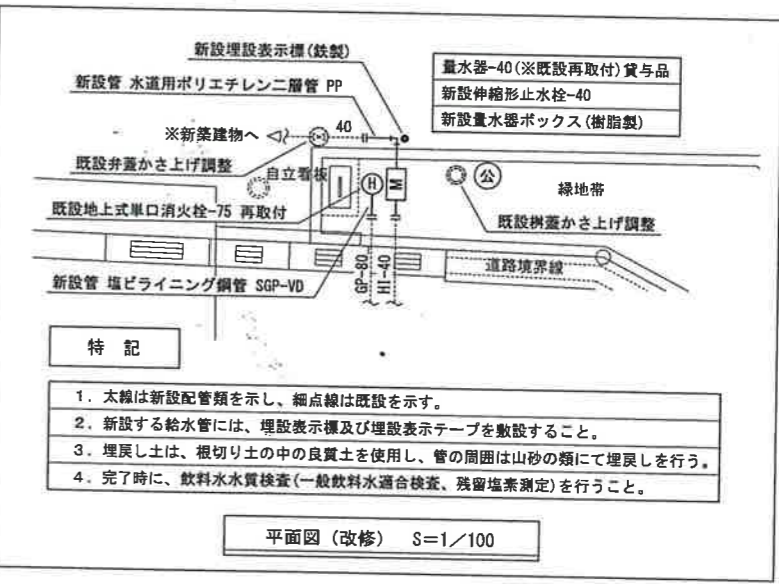 新設埋設表示標(鉄製)
新設管 水道用ポリエチレン二層管 PP
量水器-40(※既設再取付)貸与品
新設伸縮形止水栓-40
新設量水器ボックス(樹脂製)
※新築建物へ
40
既設弁蓋かさ上げ調整
自立看板
H
M
公
緑地帯
既設地上式単口消火栓-75 再取付
既設桝蓋かさ上げ調整
道路境界線
新設管 塩ビライニング鋼管 SGP-VD
GP-80
HI-40
特 記
1. 太線は新設配管類を示し、細点線は既設を示す。
2. 新設する給水管には、埋設表示標及び埋設表示テープを敷設すること。
3. 埋戻し土は、根切り土の中の良質土を使用し、管の周囲は山砂の類にて埋戻しを行う。
4. 完了時に、飲料水水質検査(一般飲料水適合検査、残留塩素測定)を行うこと。
平面図 (改修) S=1/100